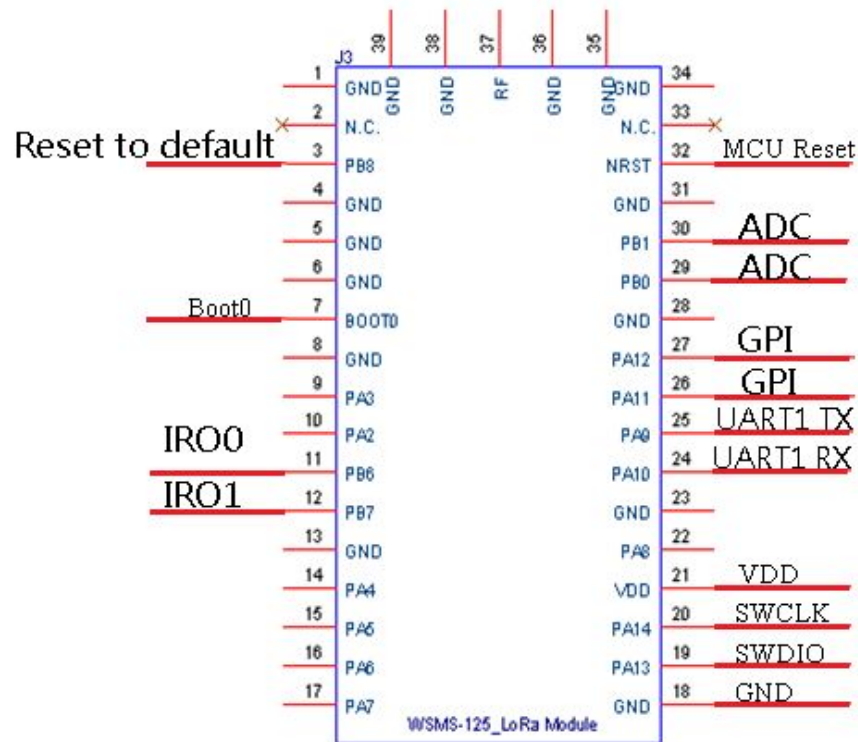 39 38 37 36 35
J3
GND GND RF GND GND
1 GND GND 34
2 N.C. N.C. 33
Reset to default 3 PB8 NRST 32 MCU Reset
4 GND GND 31
5 GND PB1 30 ADC
6 GND PB0 29 ADC
Boot0 7 BOOT0 GND 28
8 GND PA12 27 GPI
9 PA3 PA11 26 GPI
10 PA2 PA9 25 UART1 TX
IRO0 11 PB6 PA10 24 UART1 RX
IRO1 12 PB7 GND 23
13 GND PA8 22
14 PA4 VDD 21 VDD
15 PA5 PA14 20 SWCLK
16 PA6 PA13 19 SWDIO
17 PA7 GND 18 GND
WSMS-125_LoRa Module